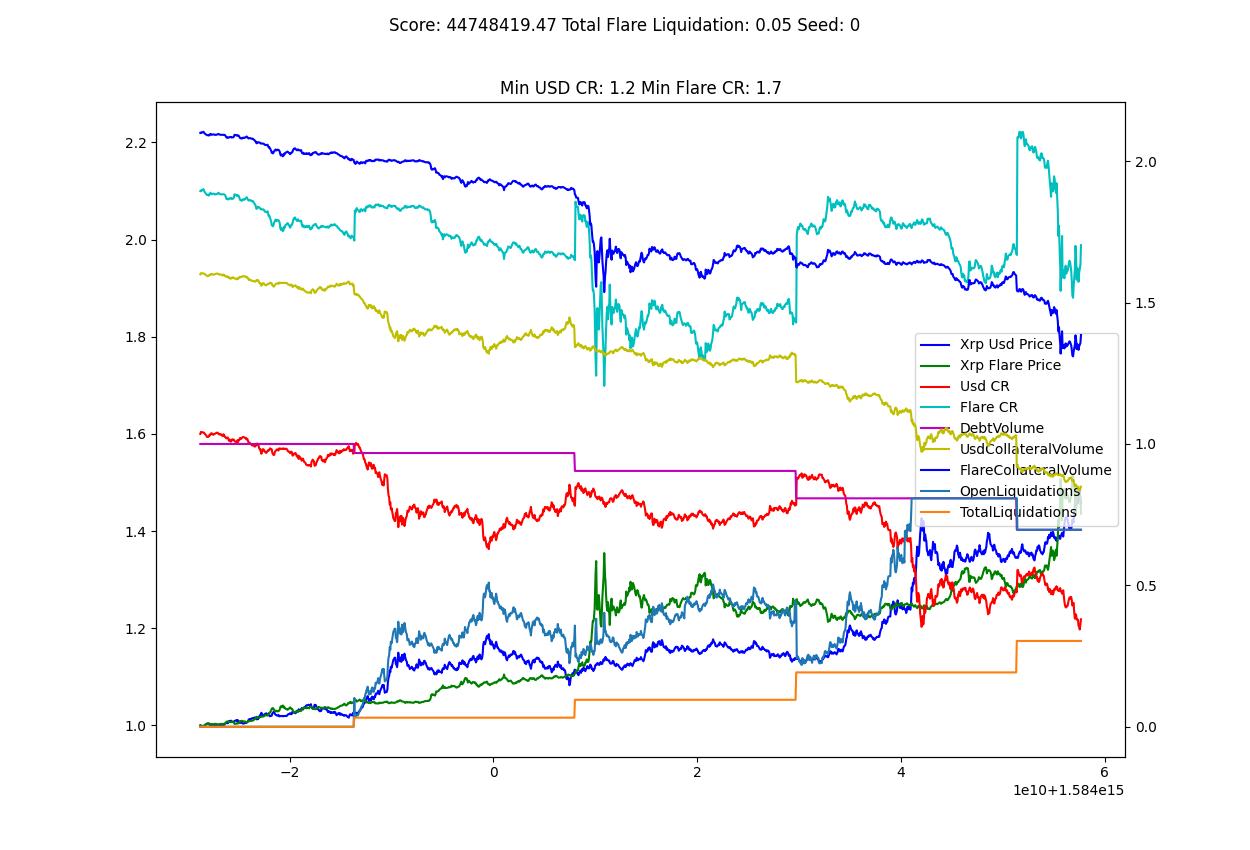 Score: 44748419.47 Total Flare Liquidation: 0.05 Seed: 0
Min USD CR: 1.2 Min Flare CR: 1.7
2.2
2.0
1.8
1.6
1.4
1.2
1.0
2.0
1.5
1.0
0.5
0.0
Xrp Usd Price
Xrp Flare Price
Usd CR
Flare CR
DebtVolume
UsdCollateralVolume
FlareCollateralVolume
OpenLiquidations
TotalLiquidations
−2
0
2
4
6
1e10+1.584e15